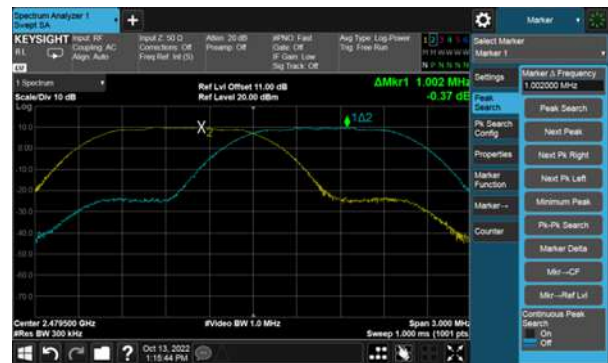 Spectrum Analyzer 1
Swept SA
+
Marker
KEYSIGHT Input: RF Input Z: 50 Ω Atten: 20 dB PNO: Fast Avg Type: Log-Power 1 2 3 4 5 6
RL Coupling: AC Corrections: Off Preamp: Off Gate: Off Trig: Free Run M W W W W W
Align: Auto Freq Ref: Int (S) IF Gain: Low N P N N N N
Sig Track: Off
Select Marker
Marker 1
1 Spectrum
Scale/Div 10 dB
Ref Lvl Offset 11.00 dB
Ref Level 20.00 dBm
ΔMkr1 1.002 MHz
-0.37 dB
Log
10.0
0.00
-10.0
-20.0
-30.0
-40.0
-50.0
-60.0
-70.0
X2
1Δ2
Center 2.479500 GHz
#Res BW 300 kHz
#Video BW 1.0 MHz
Span 3.000 MHz
Sweep 1.000 ms (1001 pts
Settings
Peak Search
Pk Search Config
Properties
Marker Function
Marker→
Counter
Marker Δ Frequency
1.002000 MHz
Peak Search
Next Peak
Next Pk Right
Next Pk Left
Minimum Peak
Pk-Pk Search
Marker Delta
Mkr→CF
Mkr→Ref Lvl
Continuous Peak Search
On
Off
Oct 13, 2022
1:15:44 PM